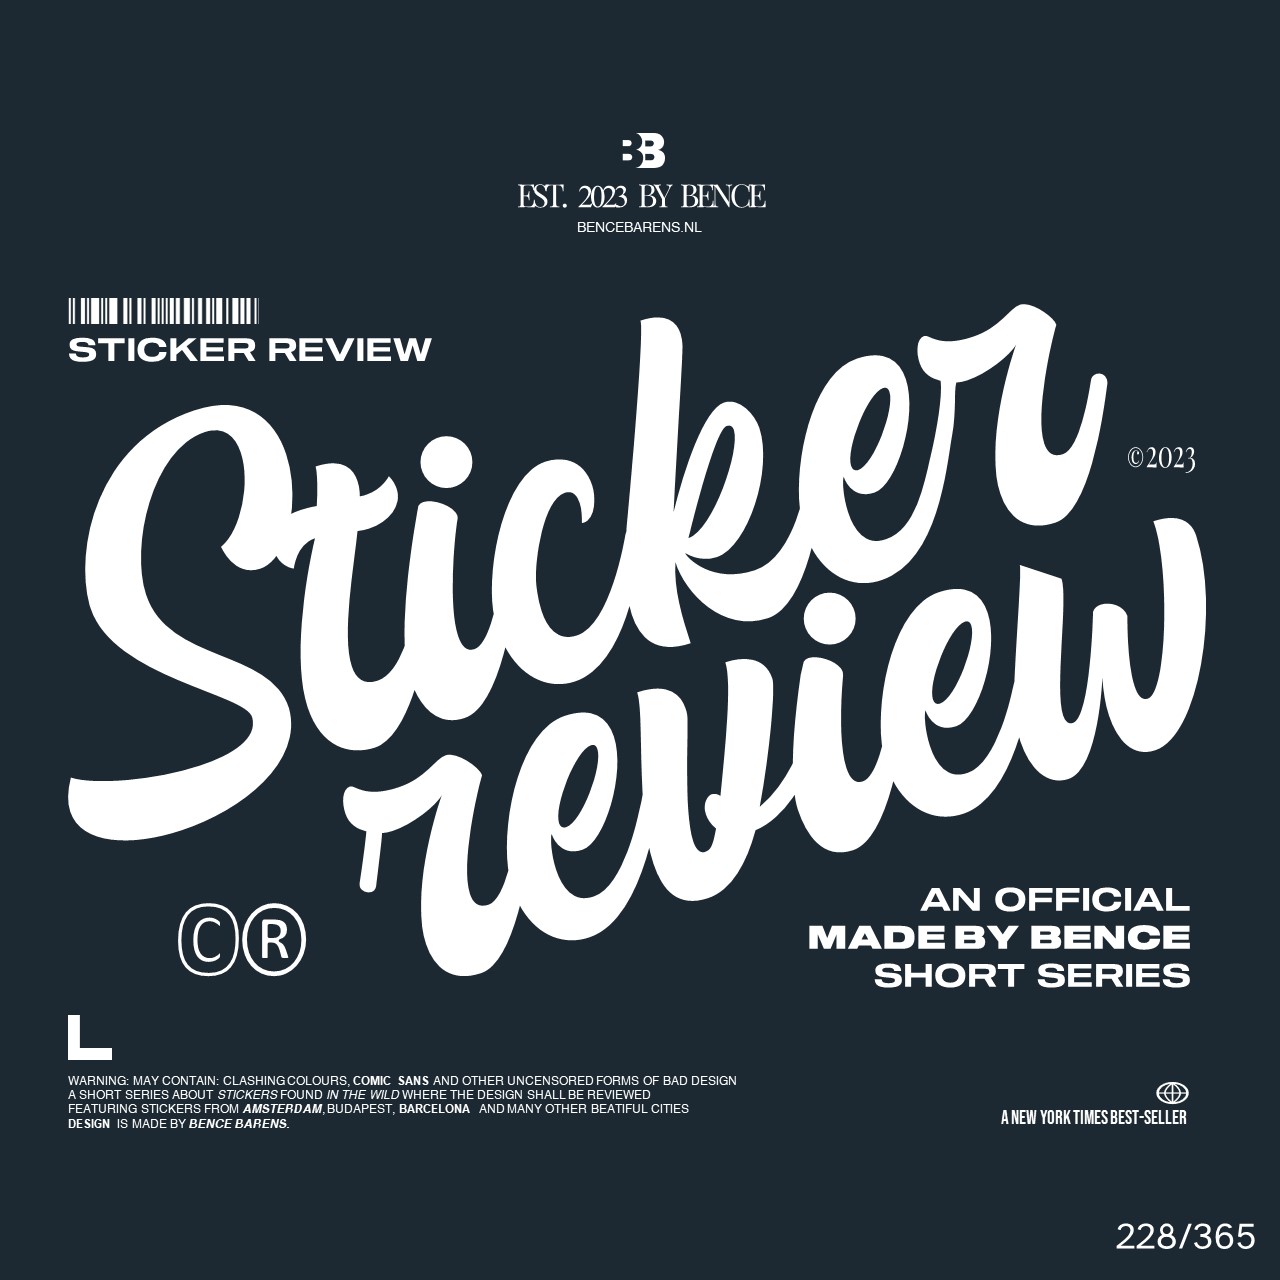 BB
EST. 2023 BY BENCE
BENCEBARENS.NL
STICKER REVIEW
Sticker
©2023
review
AN OFFICIAL
MADE BY BENCE
SHORT SERIES
©®
L
WARNING: MAY CONTAIN: CLASHING COLOURS, COMIC SANS AND OTHER UNCENSORED FORMS OF BAD DESIGN
A SHORT SERIES ABOUT STICKERS FOUND IN THE WILD WHERE THE DESIGN SHALL BE REVIEWED
FEATURING STICKERS FROM AMSTERDAM, BUDAPEST, BARCELONA AND MANY OTHER BEATIFUL CITIES
DESIGN IS MADE BY BENCE BARENS.
A NEW YORK TIMES BEST-SELLER
228/365